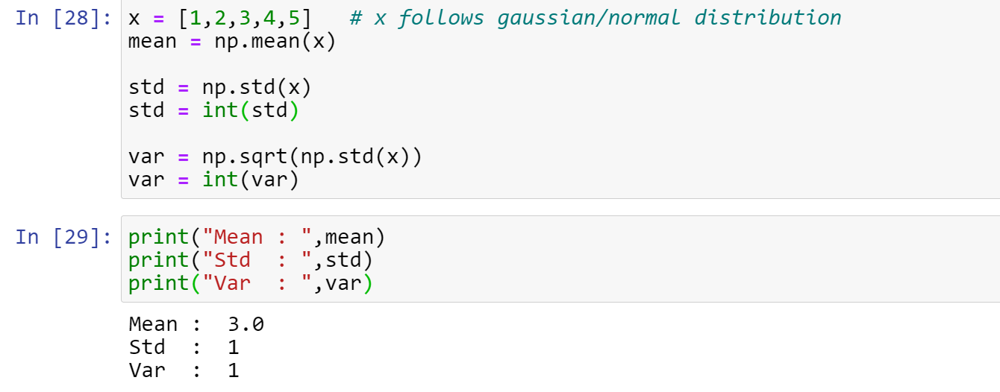 In [28]: x = [1,2,3,4,5]   # x follows gaussian/normal distribution
mean = np.mean(x)
std = np.std(x)
std = int(std)
var = np.sqrt(np.std(x))
var = int(var)
In [29]: print("Mean : ",mean)
print("Std  : ",std)
print("Var  : ",var)
Mean :  3.0
Std  :  1
Var  :  1